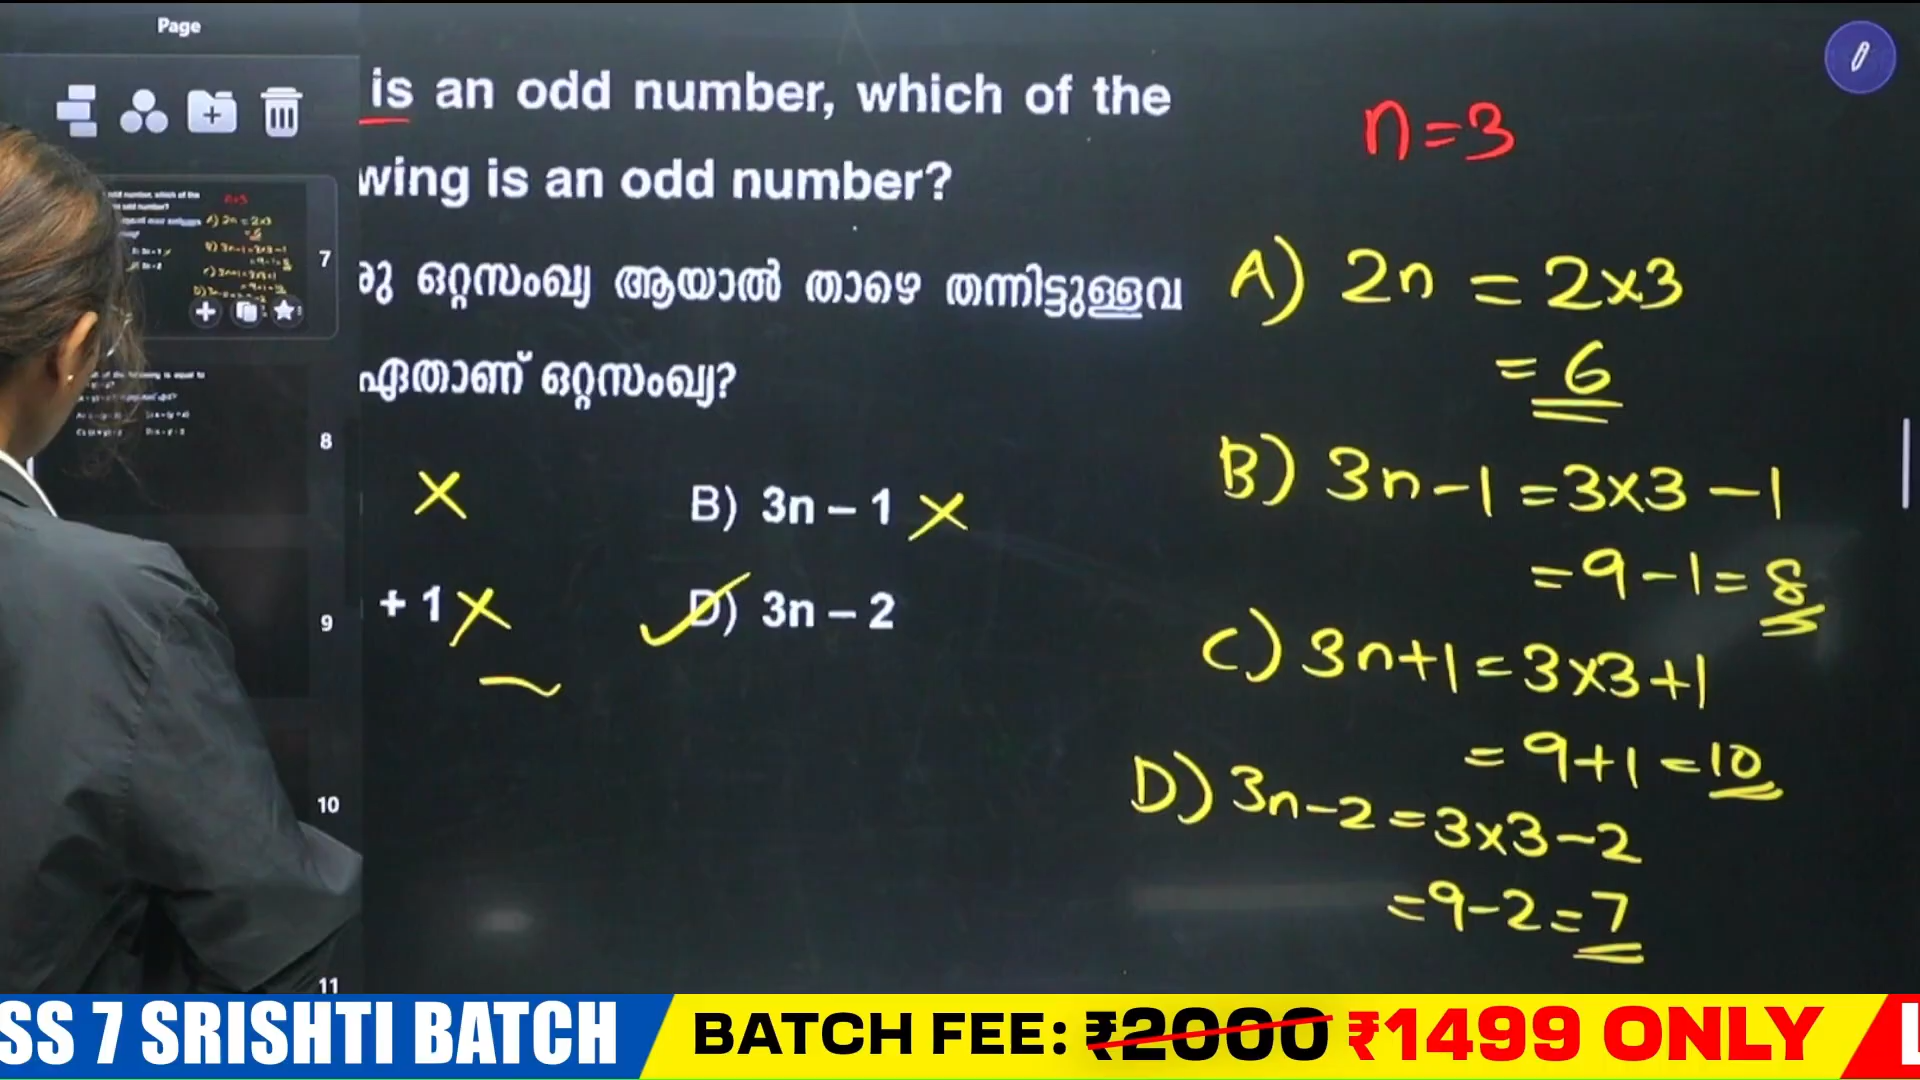 Page
is an odd number, which of the
wing is an odd number?
രു ഒറ്റസംഖ്യ ആയാൽ താഴെ തന്നിട്ടുള്ളവ
ഏതാണ് ഒറ്റസംഖ്യ?
X
B) 3n – 1 X
+ 1 X
D) 3n – 2
n=3
A) 2n = 2x3
= 6
B) 3n-1 = 3x3 -1
= 9-1 = 8
C) 3n+1 = 3x3+1
= 9+1 = 10
D) 3n-2 = 3x3-2
= 9-2 = 7
7
8
9
10
11
SS 7 SRISHTI BATCH
BATCH FEE: ₹2000 ₹1499 ONLY